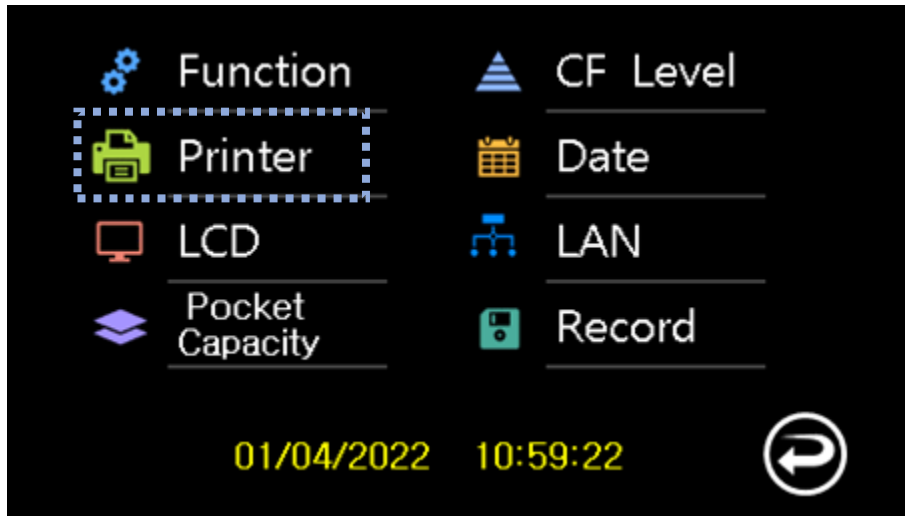 Function
CF Level
Printer
Date
LCD
LAN
Pocket
Capacity
Record
01/04/2022 10:59:22